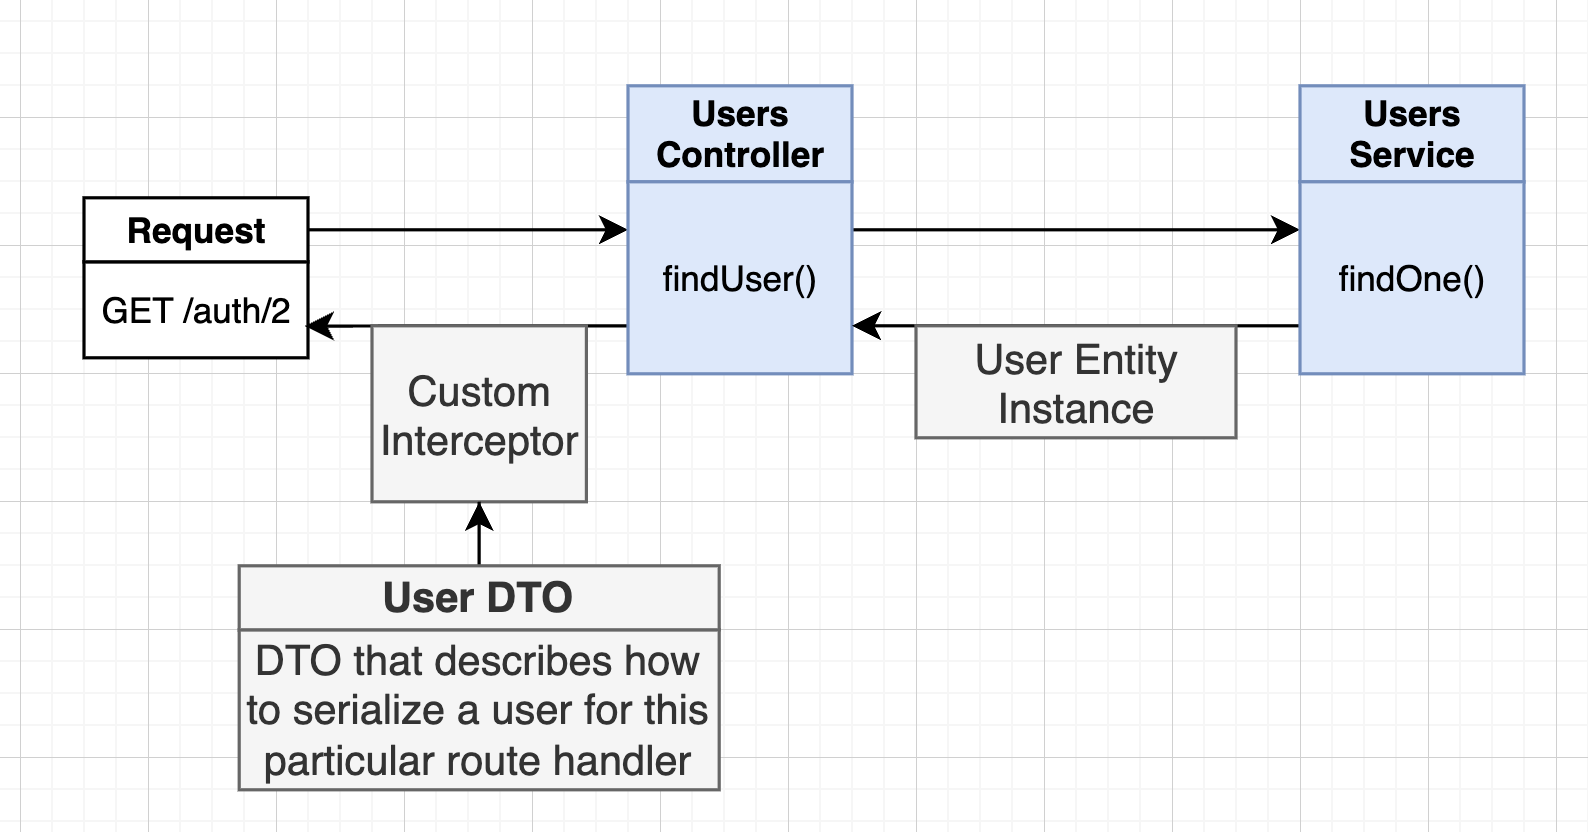 Users
Controller
Users
Service
Request
findUser()
findOne()
GET /auth/2
User Entity
Instance
Custom
Interceptor
User DTO
DTO that describes how
to serialize a user for this
particular route handler